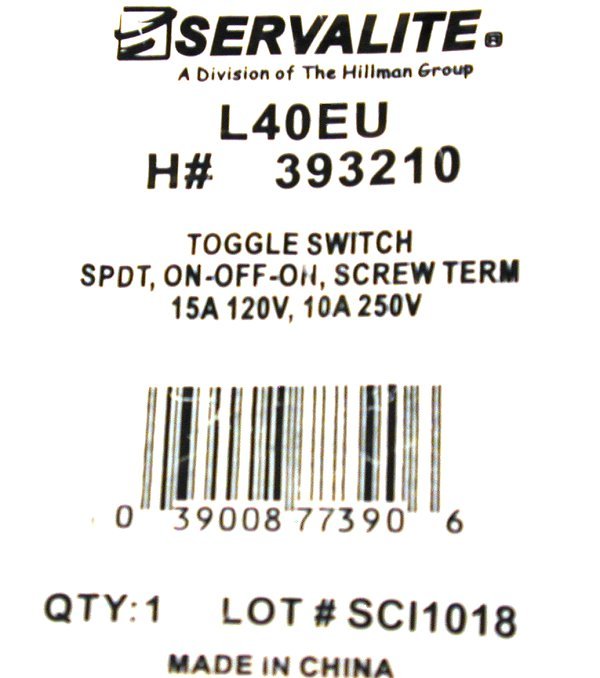 SERVALITE®
A Division of The Hillman Group
L40EU
H# 393210
TOGGLE SWITCH
SPDT, ON-OFF-ON, SCREW TERM
15A 120V, 10A 250V
0 39008 77390 6
QTY: 1 LOT # SCI1018
MADE IN CHINA